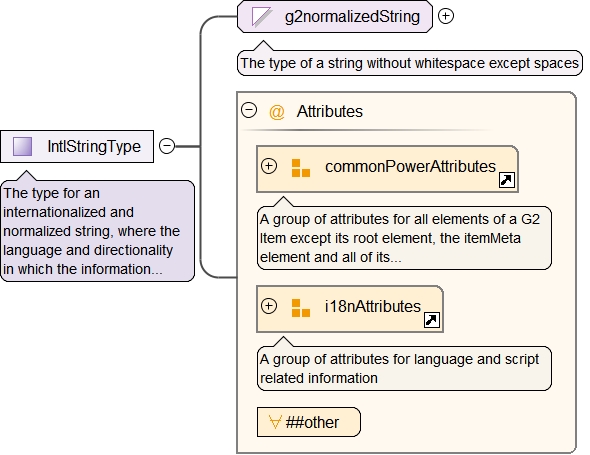 g2normalizedString
The type of a string without whitespace except spaces
@ Attributes
IntlStringType
The type for an
internationalized and
normalized string, where the
language and directionality
in which the information...
commonPowerAttributes
A group of attributes for all elements of a G2
Item except its root element, the itemMeta
element and all of its...
i18nAttributes
A group of attributes for language and script
related information
##other